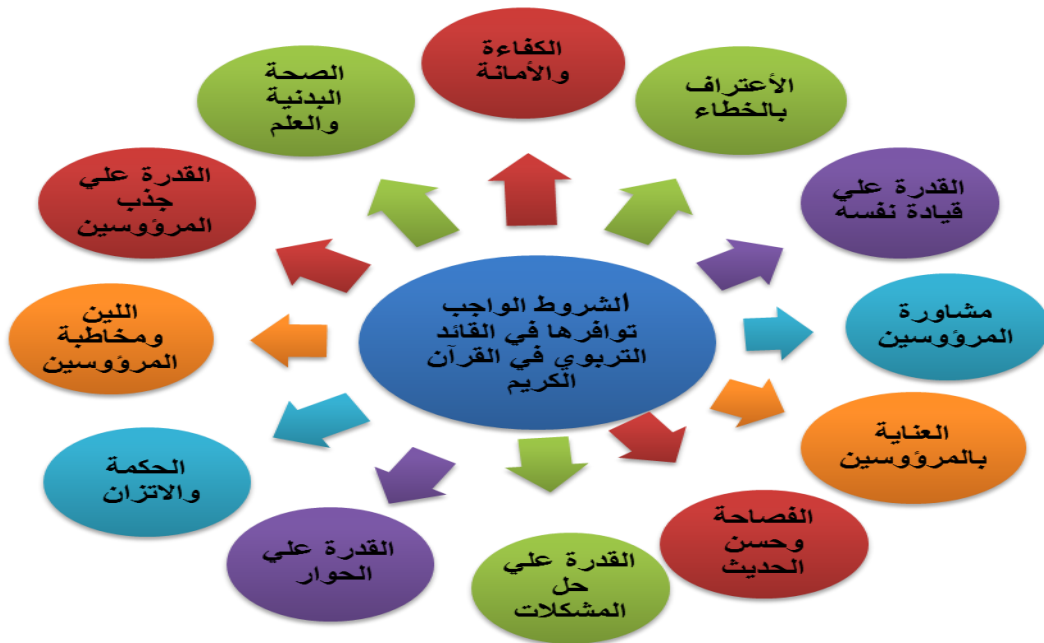 الشروط الواجب
توافرها في القائد
التربوي في القرآن
الكريم
الكفاءة
والأمانة
الأعتراف
بالخطاء
القدرة علي
قيادة نفسه
مشاورة
المرؤوسين
العناية
بالمرؤوسين
الفصاحة
وحسن
الحديث
القدرة علي
حل
المشكلات
القدرة علي
الحوار
الحكمة
والاتزان
اللين
ومخاطبة
المرؤوسين
القدرة علي
جذب
المرؤوسين
الصحة
البدنية
والعلم